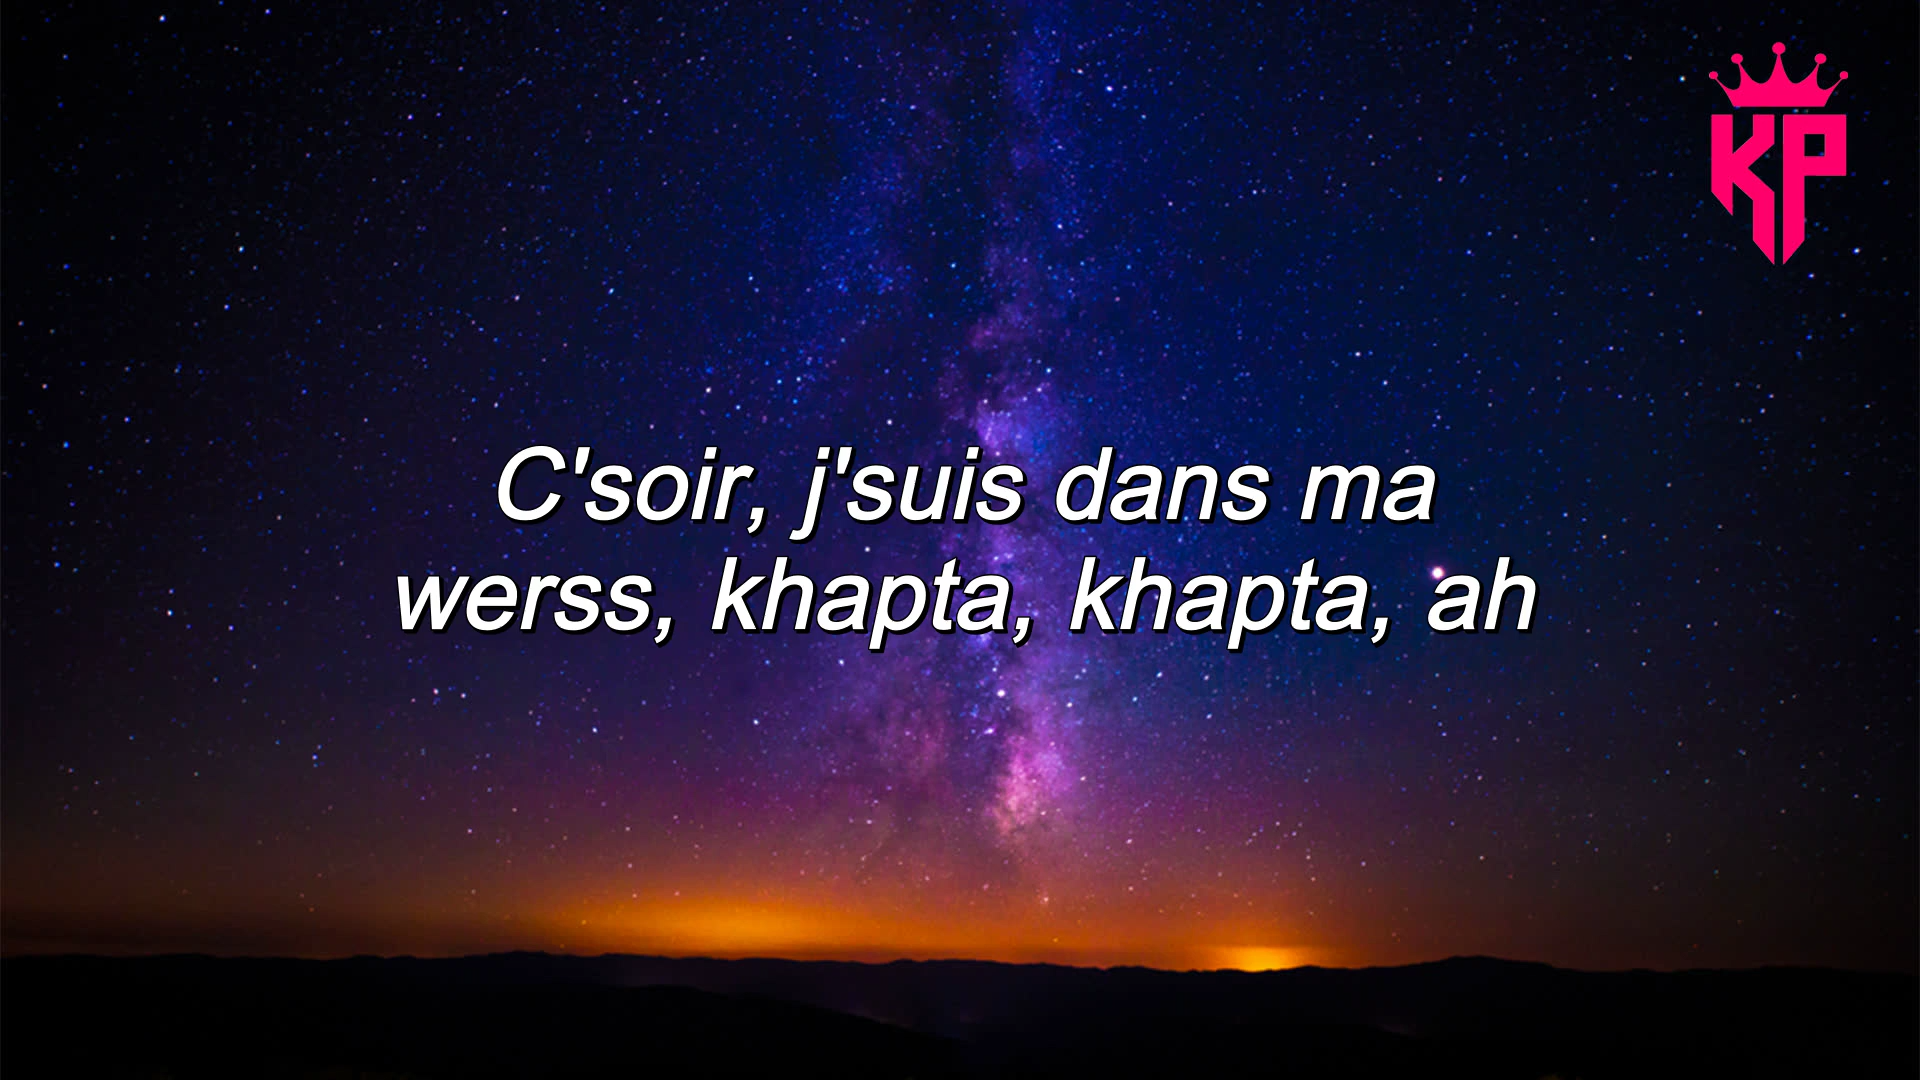 KP
C'soir, j'suis dans ma
werss, khapta, khapta, ah